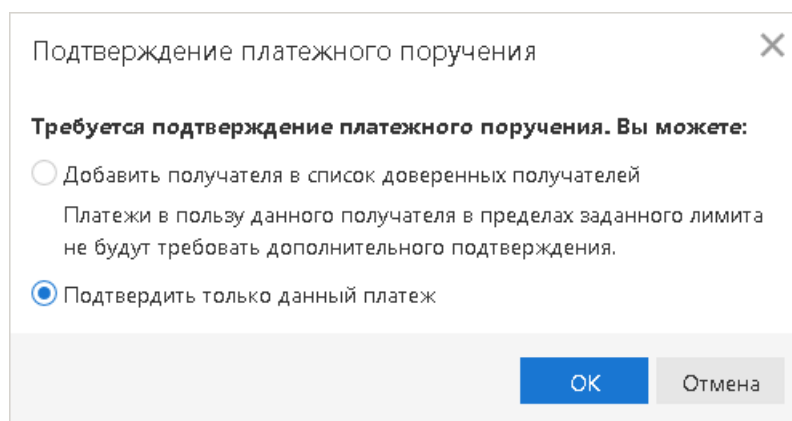 Подтверждение платежного поручения
Требуется подтверждение платежного поручения. Вы можете:
Добавить получателя в список доверенных получателей
Платежи в пользу данного получателя в пределах заданного лимита
не будут требовать дополнительного подтверждения.
Подтвердить только данный платеж
ОК Отмена